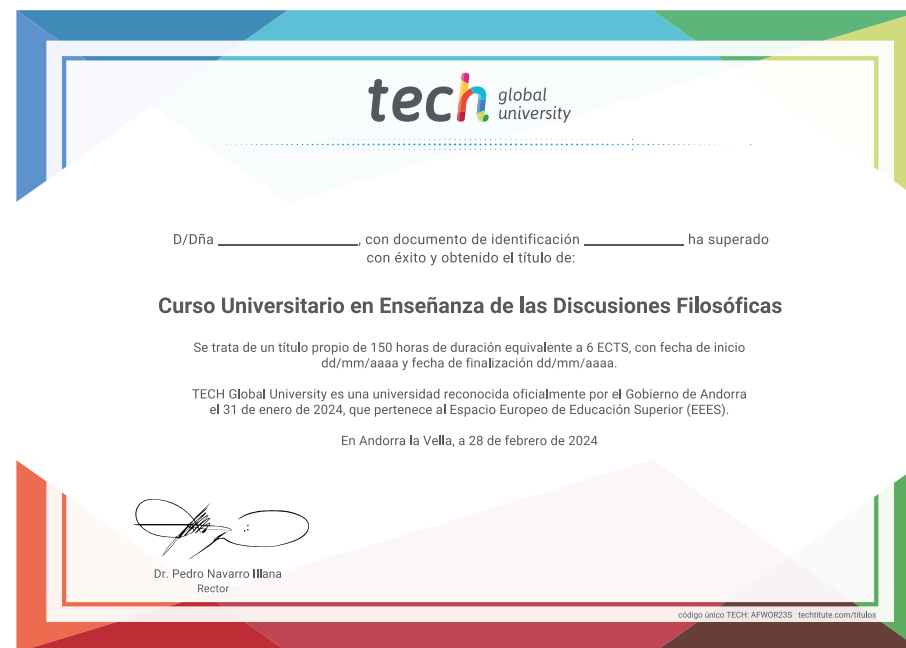 tech global university
D/Dña ______________, con documento de identificación __________ ha superado
con éxito y obtenido el título de:
Curso Universitario en Enseñanza de las Discusiones Filosóficas
Se trata de un título propio de 150 horas de duración equivalente a 6 ECTS, con fecha de inicio
dd/mm/aaaa y fecha de finalización dd/mm/aaaa.
TECH Global University es una universidad reconocida oficialmente por el Gobierno de Andorra
el 31 de enero de 2024, que pertenece al Espacio Europeo de Educación Superior (EEES).
En Andorra la Vella, a 28 de febrero de 2024
Dr. Pedro Navarro Illana
Rector
código único TECH: AFWOR23S techtitute.com/titulos